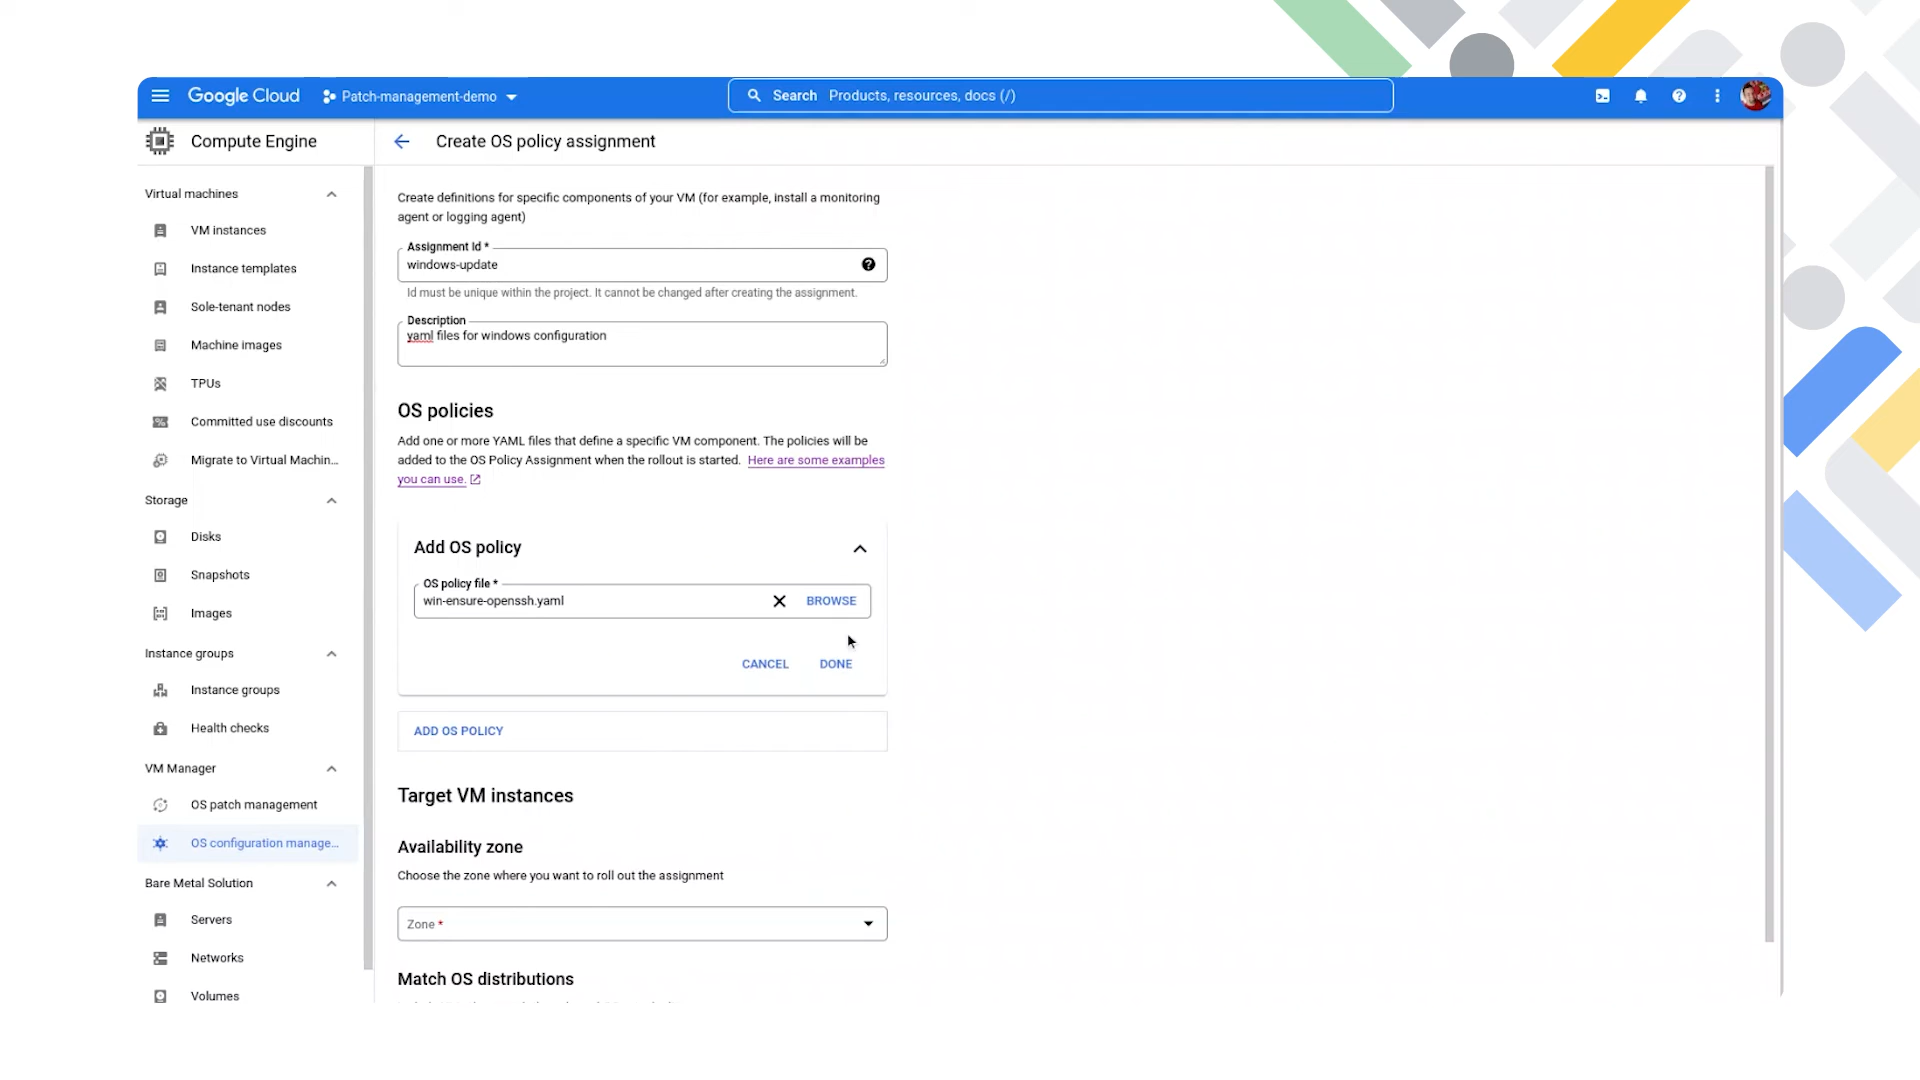 Google Cloud
Patch-management-demo
Search Products, resources, docs (/)
Compute Engine
Create OS policy assignment
Virtual machines
VM instances
Instance templates
Sole-tenant nodes
Machine images
TPUs
Committed use discounts
Migrate to Virtual Machin...
Storage
Disks
Snapshots
Images
Instance groups
Instance groups
Health checks
VM Manager
OS patch management
OS configuration manage...
Bare Metal Solution
Servers
Networks
Volumes
Create definitions for specific components of your VM (for example, install a monitoring
agent or logging agent)
Assignment Id *
windows-update
Id must be unique within the project. It cannot be changed after creating the assignment.
Description
yaml files for windows configuration
OS policies
Add one or more YAML files that define a specific VM component. The policies will be
added to the OS Policy Assignment when the rollout is started. Here are some examples
you can use.
Add OS policy
OS policy file *
win-ensure-openssh.yaml
BROWSE
CANCEL DONE
ADD OS POLICY
Target VM instances
Availability zone
Choose the zone where you want to roll out the assignment
Zone *
Match OS distributions